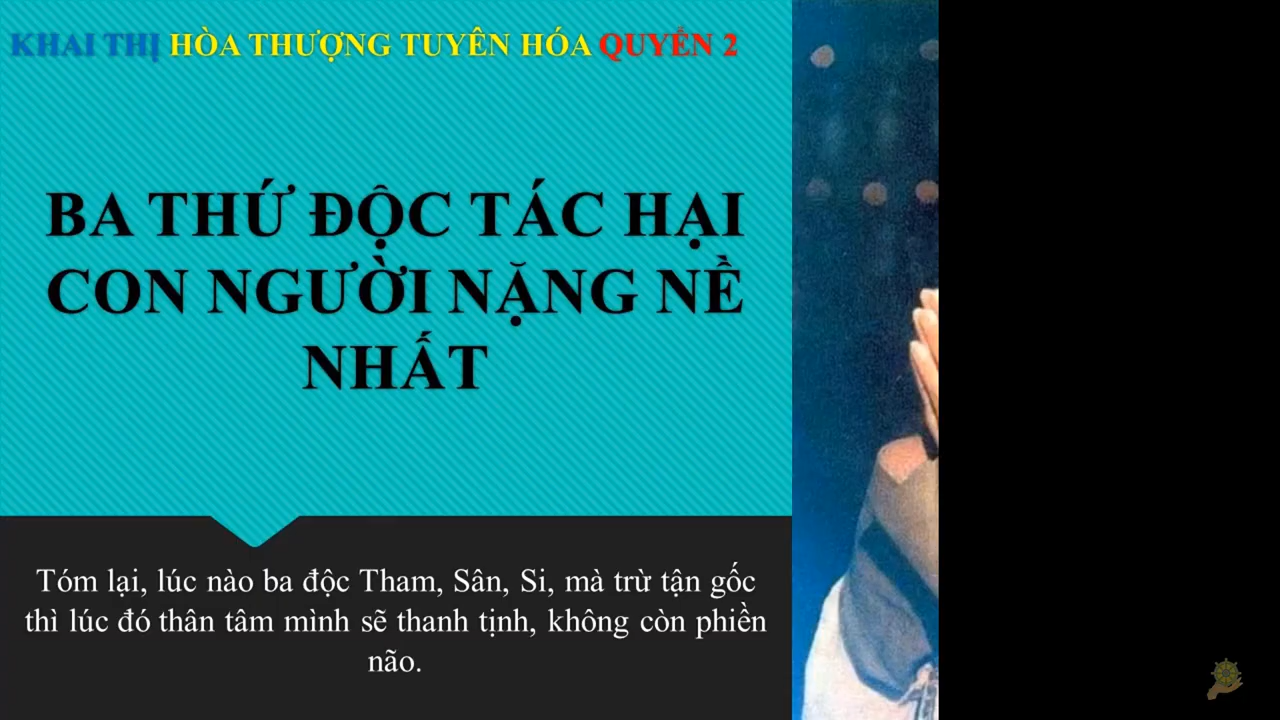 KHAI THỊ HÒA THƯỢNG TUYÊN HÓA QUYỂN 2
BA THỨ ĐỘC TÁC HẠI
CON NGƯỜI NẶNG NỀ
NHẤT
Tóm lại, lúc nào ba độc Tham, Sân, Si, mà trừ tận gốc
thì lúc đó thân tâm mình sẽ thanh tịnh, không còn phiền
não.